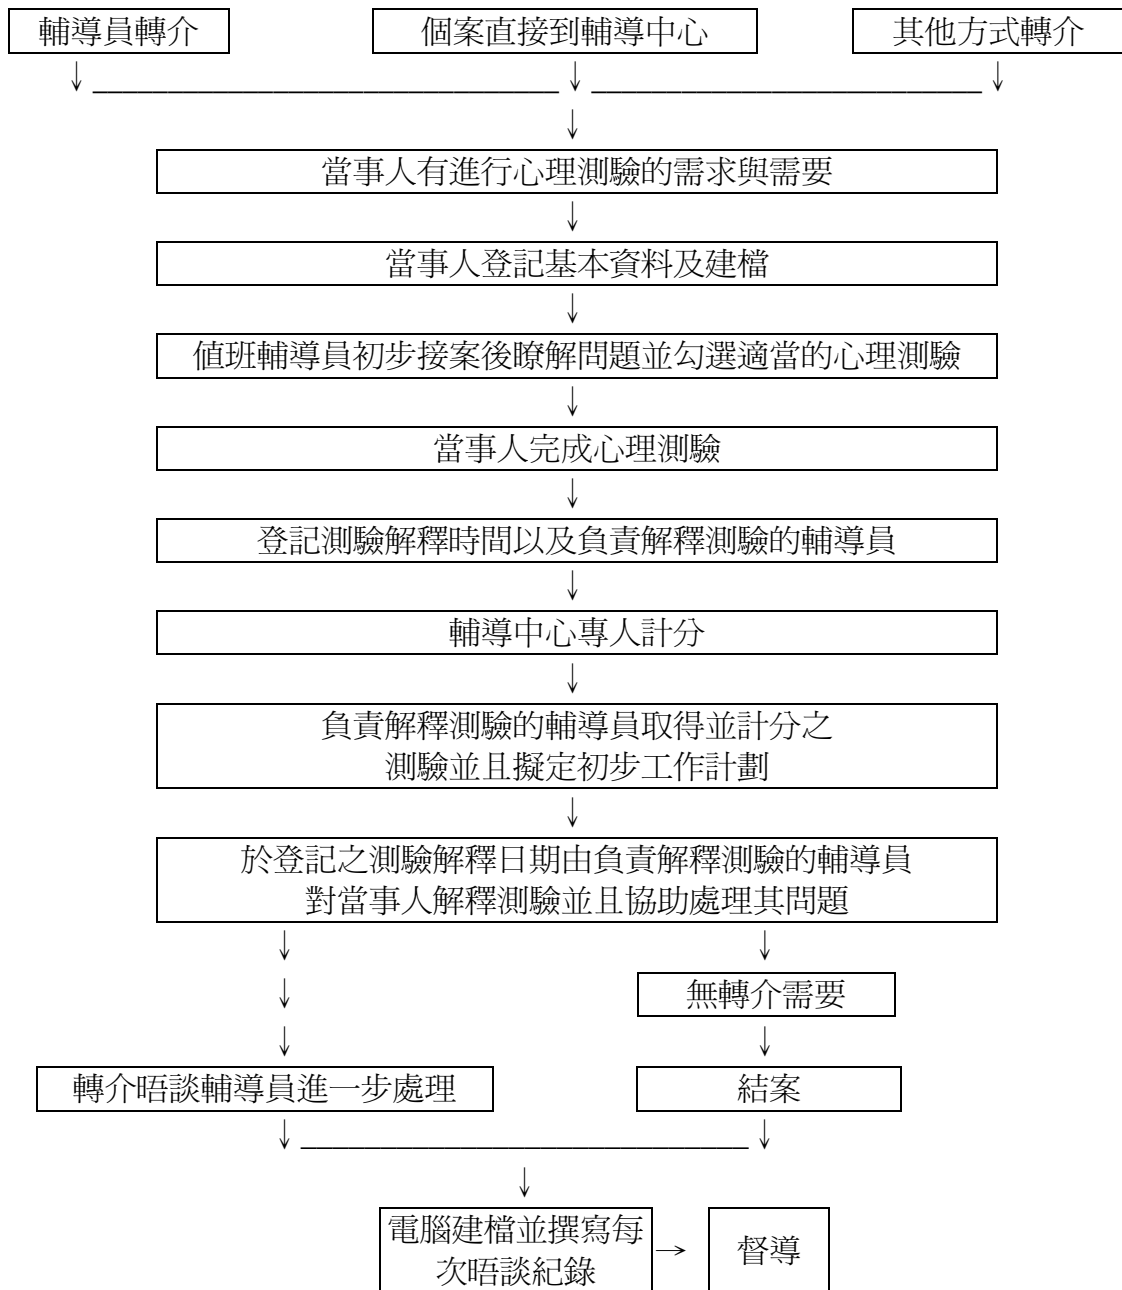 輔導員轉介 個案直接到輔導中心 其他方式轉介
↓ ↓ ↓
↓
當事人有進行心理測驗的需求與需要
↓
當事人登記基本資料及建檔
↓
值班輔導員初步接案後瞭解問題並勾選適當的心理測驗
↓
當事人完成心理測驗
↓
登記測驗解釋時間以及負責解釋測驗的輔導員
↓
輔導中心專人計分
↓
負責解釋測驗的輔導員取得並計分之
測驗並且擬定初步工作計劃
↓
於登記之測驗解釋日期由負責解釋測驗的輔導員
對當事人解釋測驗並且協助處理其問題
↓ ↓
↓ 無轉介需要
↓ ↓
轉介晤談輔導員進一步處理 結案
↓ ↓
↓
電腦建檔並撰寫每
次晤談紀錄
→ 督導